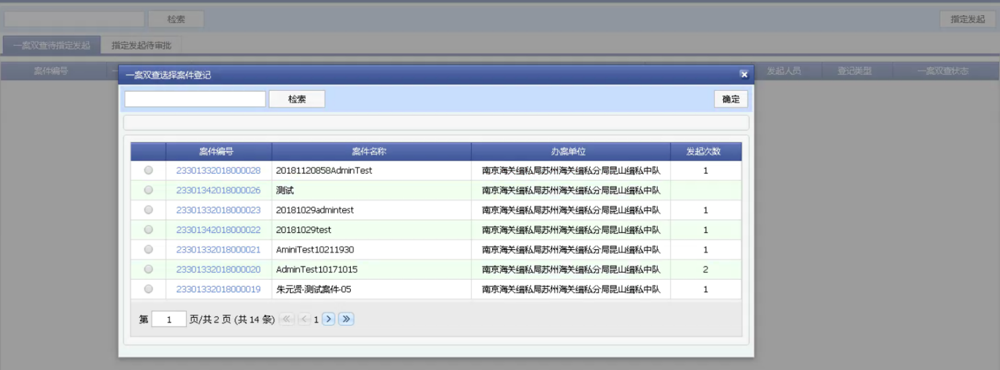 检索
指定发起
一案双查待指定发起 指定发起待审批
案件编号 发起人员 登记类型 一案双查状态
一案双查选择案件登记
检索 确定
案件编号 案件名称 办案单位 发起次数
23301332018000028 20181120858AdminTest 南京海关缉私局苏州海关缉私分局昆山缉私中队 1
23301342018000026 测试 南京海关缉私局苏州海关缉私分局昆山缉私中队
23301332018000023 20181029admintest 南京海关缉私局苏州海关缉私分局昆山缉私中队 1
23301342018000022 20181029test 南京海关缉私局苏州海关缉私分局昆山缉私中队 1
23301332018000021 AminiTest10211930 南京海关缉私局苏州海关缉私分局昆山缉私中队 1
23301332018000020 AdminTest10171015 南京海关缉私局苏州海关缉私分局昆山缉私中队 2
23301332018000019 朱元贤-测试案件-05 南京海关缉私局苏州海关缉私分局昆山缉私中队 1
第 1 页/共 2 页 (共 14 条) 1